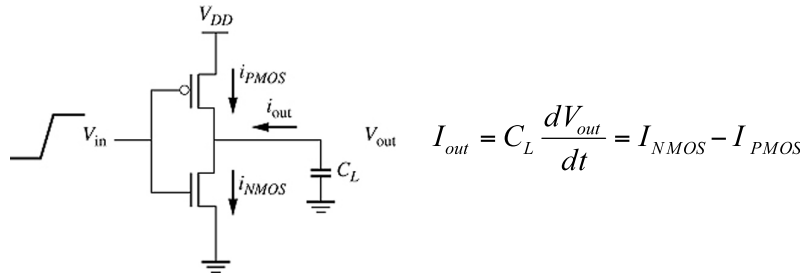 V_DD
i_PMOS
i_out
V_in
V_out
C_L
i_NMOS
I_out = C_L dV_out/dt = I_NMOS − I_PMOS